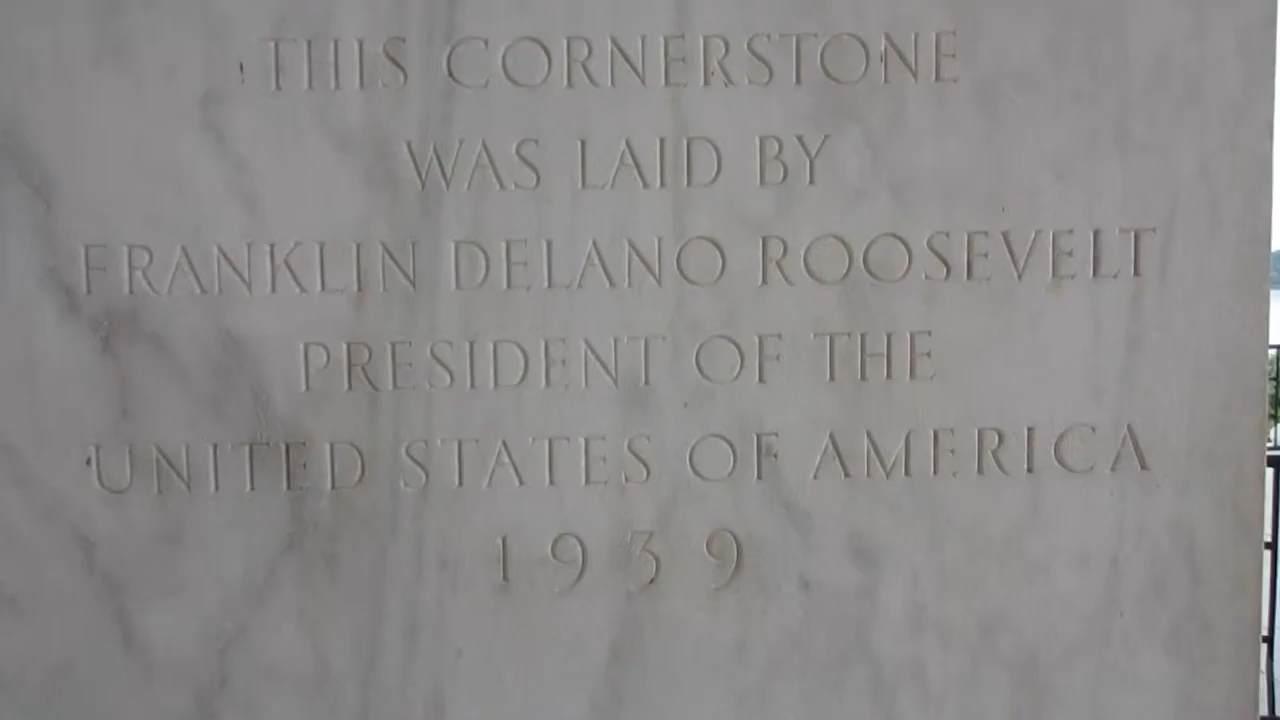 THIS CORNERSTONE
WAS LAID BY
FRANKLIN DELANO ROOSEVELT
PRESIDENT OF THE
UNITED STATES OF AMERICA
1939